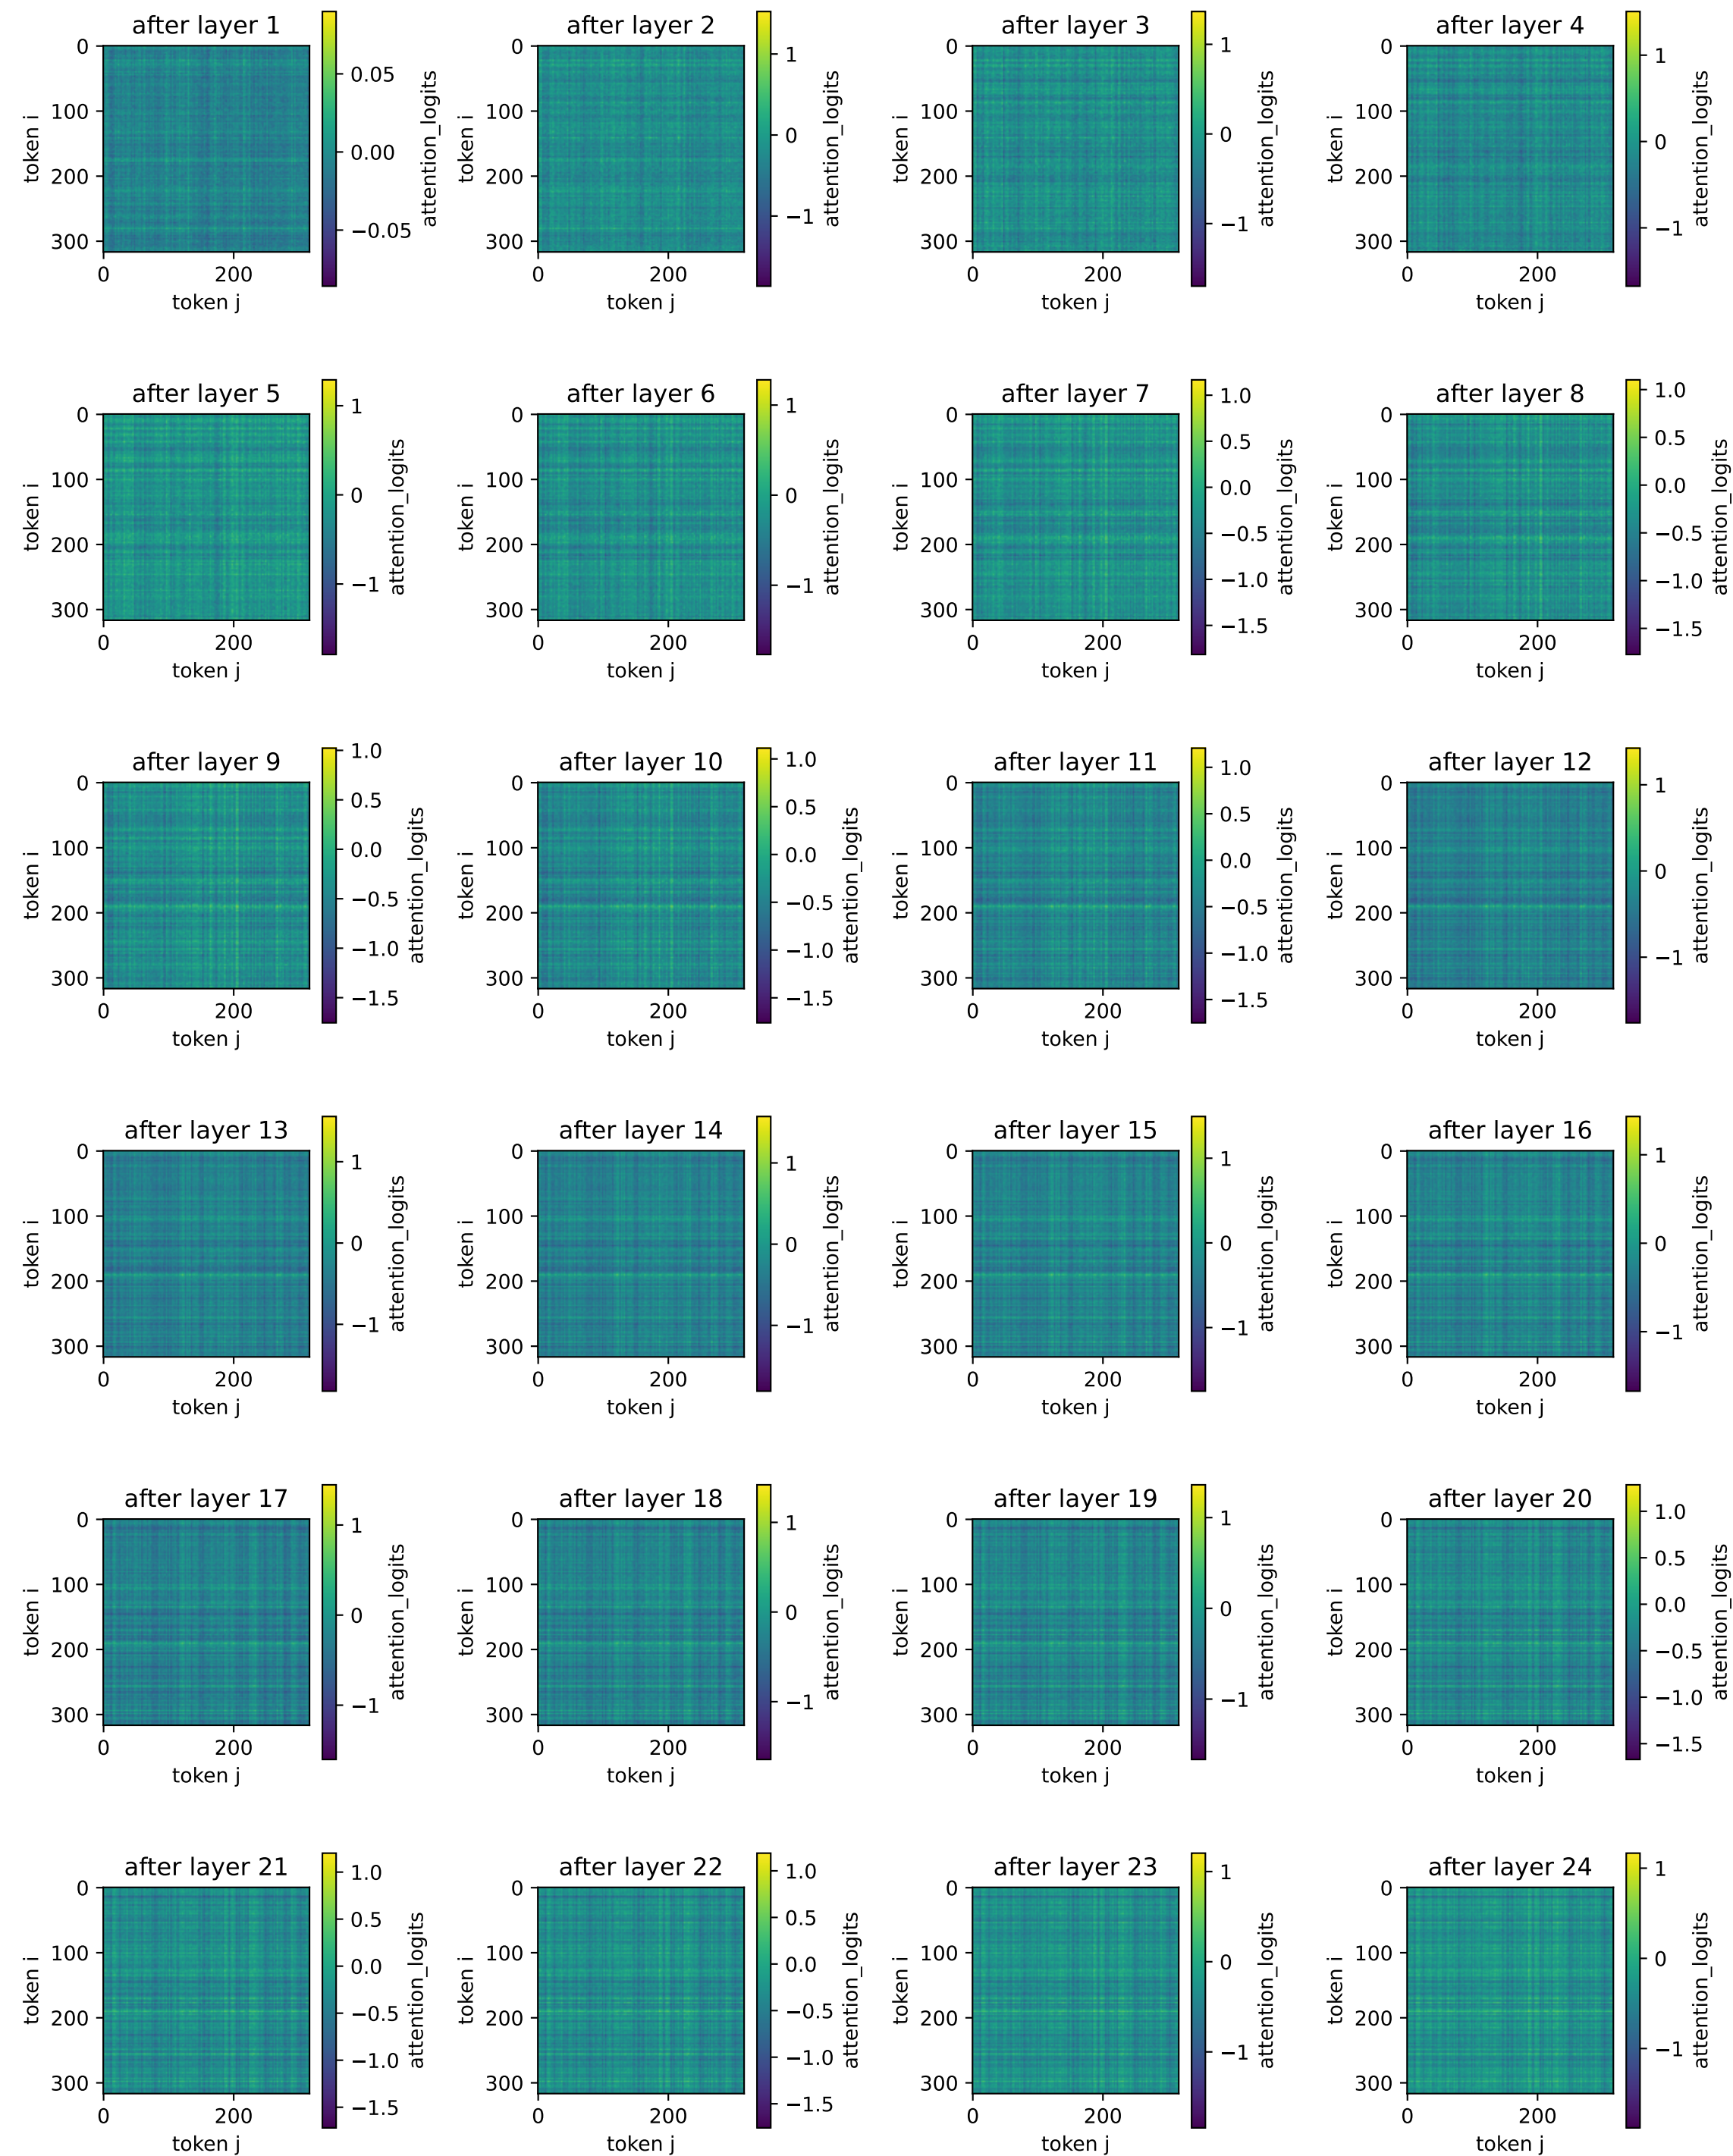 after layer 1
0
100
200
300
token i
0
200
token j
0.05
0.00
−0.05
attention_logits
after layer 2
0
100
200
300
token i
0
200
token j
1
0
−1
attention_logits
after layer 3
0
100
200
300
token i
0
200
token j
1
0
−1
attention_logits
after layer 4
0
100
200
300
token i
0
200
token j
1
0
−1
attention_logits
after layer 5
0
100
200
300
token i
0
200
token j
1
0
−1
attention_logits
after layer 6
0
100
200
300
token i
0
200
token j
1
0
−1
attention_logits
after layer 7
0
100
200
300
token i
0
200
token j
1.0
0.5
0.0
−0.5
−1.0
−1.5
attention_logits
after layer 8
0
100
200
300
token i
0
200
token j
1.0
0.5
0.0
−0.5
−1.0
−1.5
attention_logits
after layer 9
0
100
200
300
token i
0
200
token j
1.0
0.5
0.0
−0.5
−1.0
−1.5
attention_logits
after layer 10
0
100
200
300
token i
0
200
token j
1.0
0.5
0.0
−0.5
−1.0
−1.5
attention_logits
after layer 11
0
100
200
300
token i
0
200
token j
1.0
0.5
0.0
−0.5
−1.0
−1.5
attention_logits
after layer 12
0
100
200
300
token i
0
200
token j
1
0
−1
attention_logits
after layer 13
0
100
200
300
token i
0
200
token j
1
0
−1
attention_logits
after layer 14
0
100
200
300
token i
0
200
token j
1
0
−1
attention_logits
after layer 15
0
100
200
300
token i
0
200
token j
1
0
−1
attention_logits
after layer 16
0
100
200
300
token i
0
200
token j
1
0
−1
attention_logits
after layer 17
0
100
200
300
token i
0
200
token j
1
0
−1
attention_logits
after layer 18
0
100
200
300
token i
0
200
token j
1
0
−1
attention_logits
after layer 19
0
100
200
300
token i
0
200
token j
1
0
−1
attention_logits
after layer 20
0
100
200
300
token i
0
200
token j
1.0
0.5
0.0
−0.5
−1.0
−1.5
attention_logits
after layer 21
0
100
200
300
token i
0
200
token j
1.0
0.5
0.0
−0.5
−1.0
−1.5
attention_logits
after layer 22
0
100
200
300
token i
0
200
token j
1.0
0.5
0.0
−0.5
−1.0
−1.5
attention_logits
after layer 23
0
100
200
300
token i
0
200
token j
1
0
−1
attention_logits
after layer 24
0
100
200
300
token i
0
200
token j
1
0
−1
attention_logits